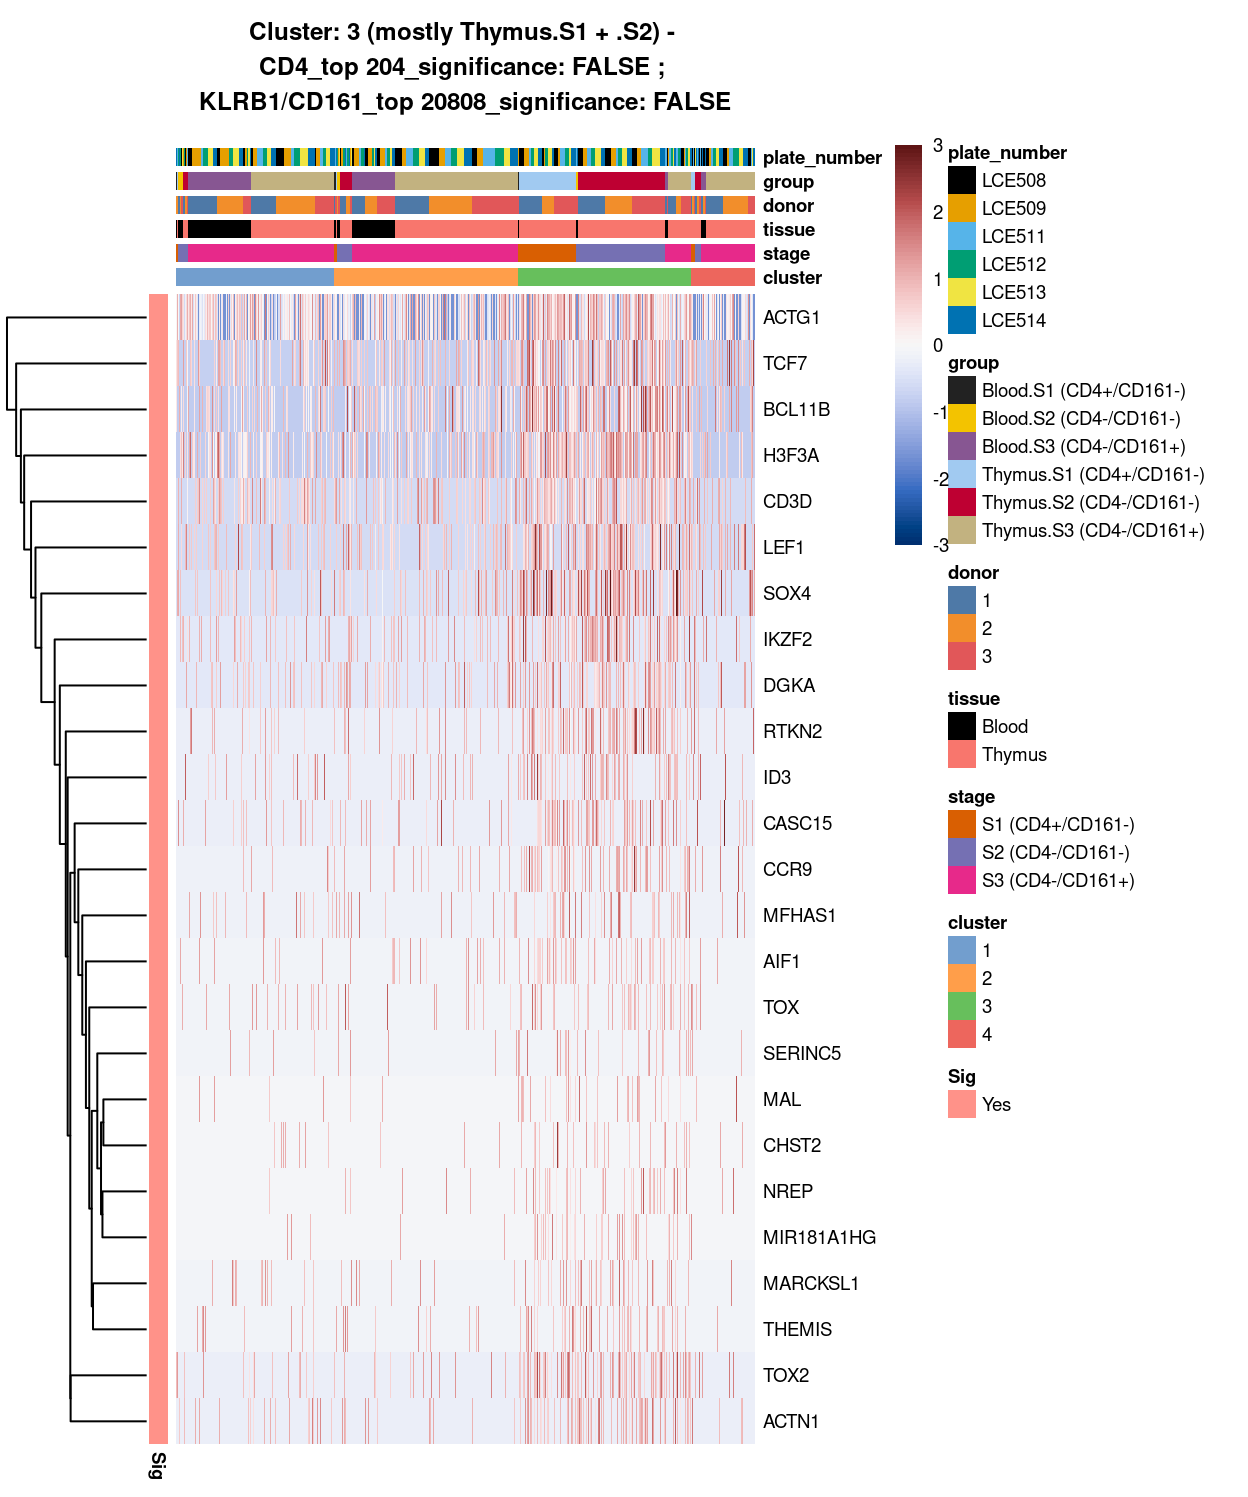 Cluster: 3 (mostly Thymus.S1 + .S2) -
CD4_top 204_significance: FALSE ;
KLRB1/CD161_top 20808_significance: FALSE
plate_number
group
donor
tissue
stage
cluster
ACTG1
TCF7
BCL11B
H3F3A
CD3D
LEF1
SOX4
IKZF2
DGKA
RTKN2
ID3
CASC15
CCR9
MFHAS1
AIF1
TOX
SERINC5
MAL
CHST2
NREP
MIR181A1HG
MARCKSL1
THEMIS
TOX2
ACTN1
Sig
3
2
1
0
-1
-2
-3
plate_number
LCE508
LCE509
LCE511
LCE512
LCE513
LCE514
group
Blood.S1 (CD4+/CD161-)
Blood.S2 (CD4-/CD161-)
Blood.S3 (CD4-/CD161+)
Thymus.S1 (CD4+/CD161-)
Thymus.S2 (CD4-/CD161-)
Thymus.S3 (CD4-/CD161+)
donor
1
2
3
tissue
Blood
Thymus
stage
S1 (CD4+/CD161-)
S2 (CD4-/CD161-)
S3 (CD4-/CD161+)
cluster
1
2
3
4
Sig
Yes